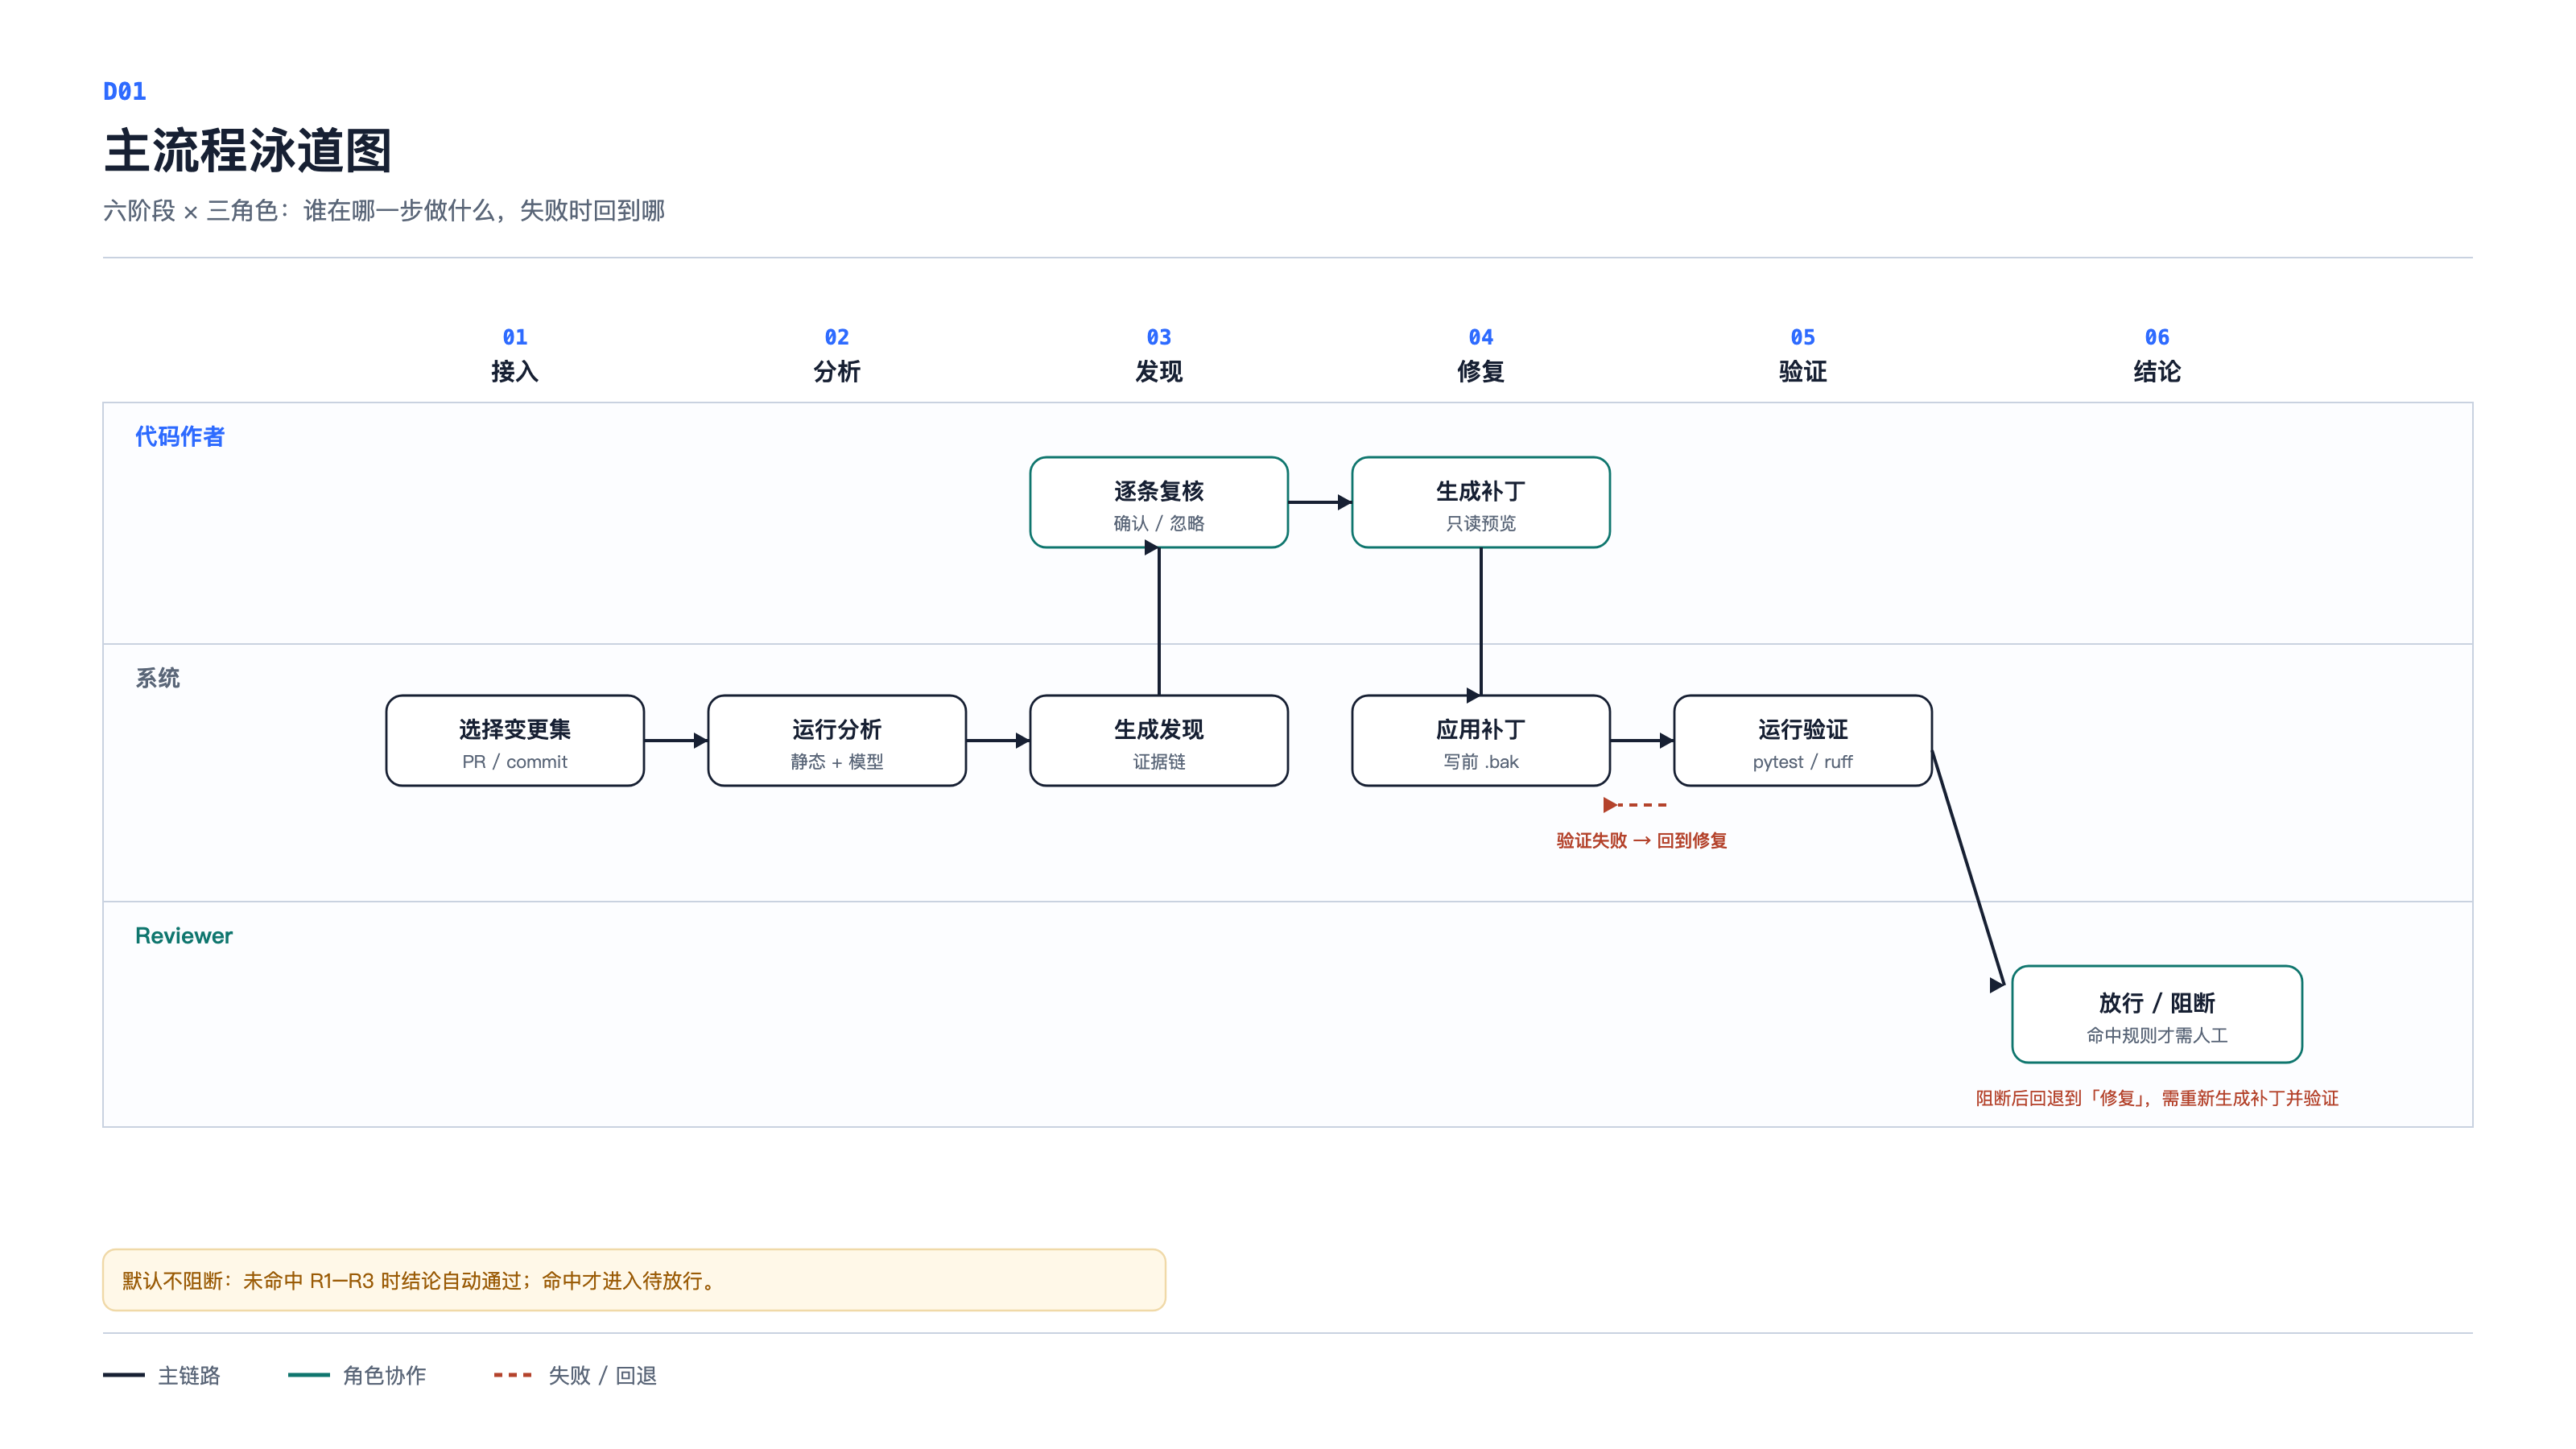 D01
主流程泳道图
六阶段 × 三角色：谁在哪一步做什么，失败时回到哪
01
接入
02
分析
03
发现
04
修复
05
验证
06
结论
代码作者
逐条复核
确认 / 忽略
生成补丁
只读预览
系统
选择变更集
PR / commit
运行分析
静态 + 模型
生成发现
证据链
应用补丁
写前 .bak
运行验证
pytest / ruff
验证失败 → 回到修复
Reviewer
放行 / 阻断
命中规则才需人工
阻断后回退到「修复」，需重新生成补丁并验证
默认不阻断：未命中 R1—R3 时结论自动通过；命中才进入待放行。
主链路
角色协作
失败 / 回退